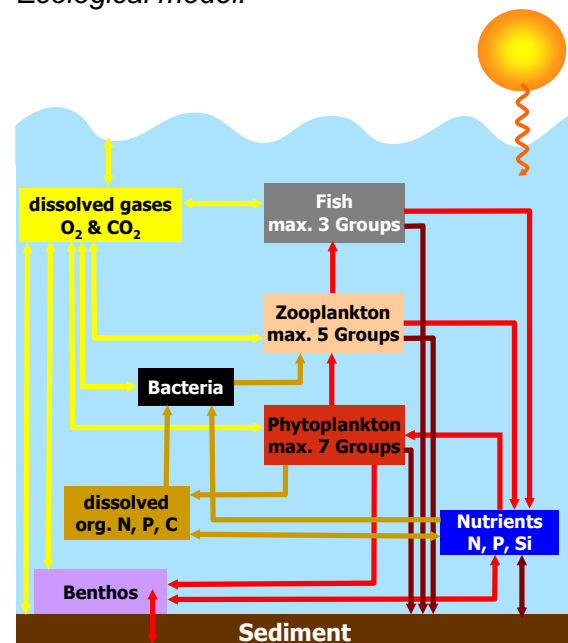 Ecological model:
dissolved gases
O₂ & CO₂
Fish
max. 3 Groups
Zooplankton
max. 5 Groups
Bacteria
Phytoplankton
max. 7 Groups
dissolved
org. N, P, C
Nutrients
N, P, Si
Benthos
Sediment